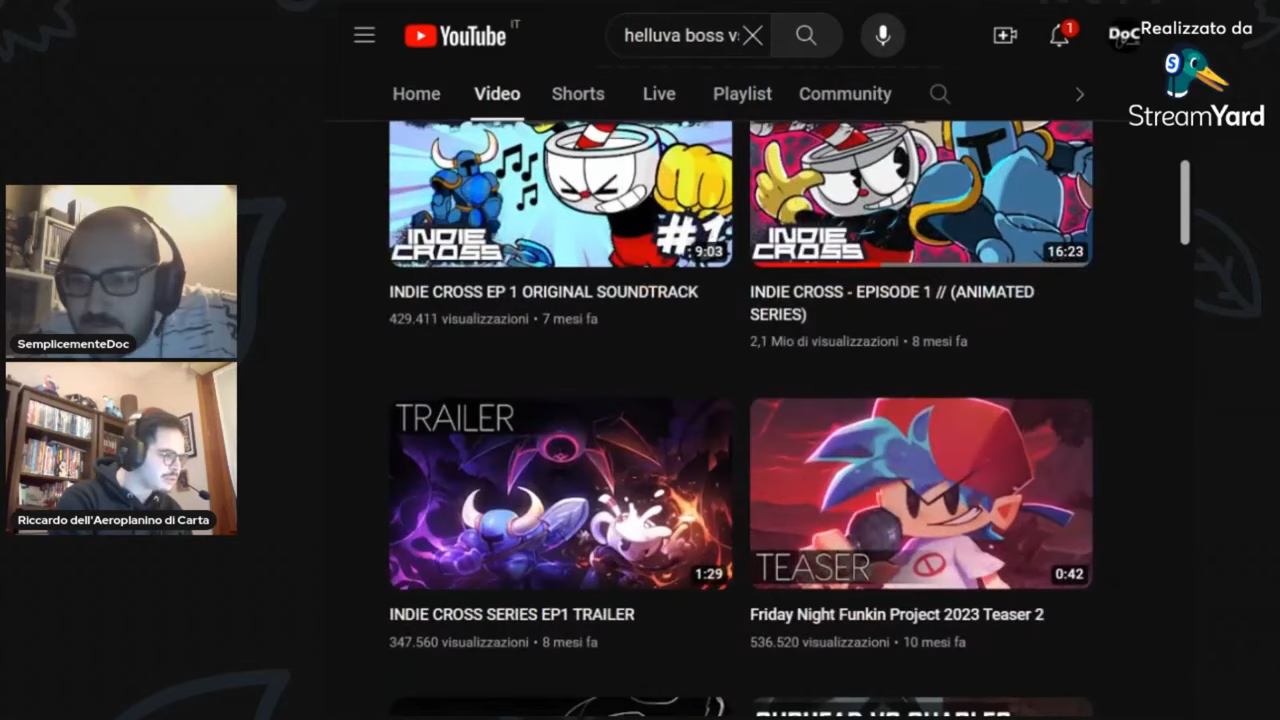 YouTube IT
helluva boss v
1
DoC
Realizzato da
S
StreamYard
Home
Video
Shorts
Live
Playlist
Community
INDIE
CROSS
#1
9:03
INDIE
CROSS
16:23
INDIE CROSS EP 1 ORIGINAL SOUNDTRACK
429.411 visualizzazioni • 7 mesi fa
INDIE CROSS - EPISODE 1 // (ANIMATED
SERIES)
2,1 Mio di visualizzazioni • 8 mesi fa
SemplicementeDoc
Riccardo dell'Aeroplanino di Carta
TRAILER
1:29
TEASER
0:42
INDIE CROSS SERIES EP1 TRAILER
347.560 visualizzazioni • 8 mesi fa
Friday Night Funkin Project 2023 Teaser 2
536.520 visualizzazioni • 10 mesi fa